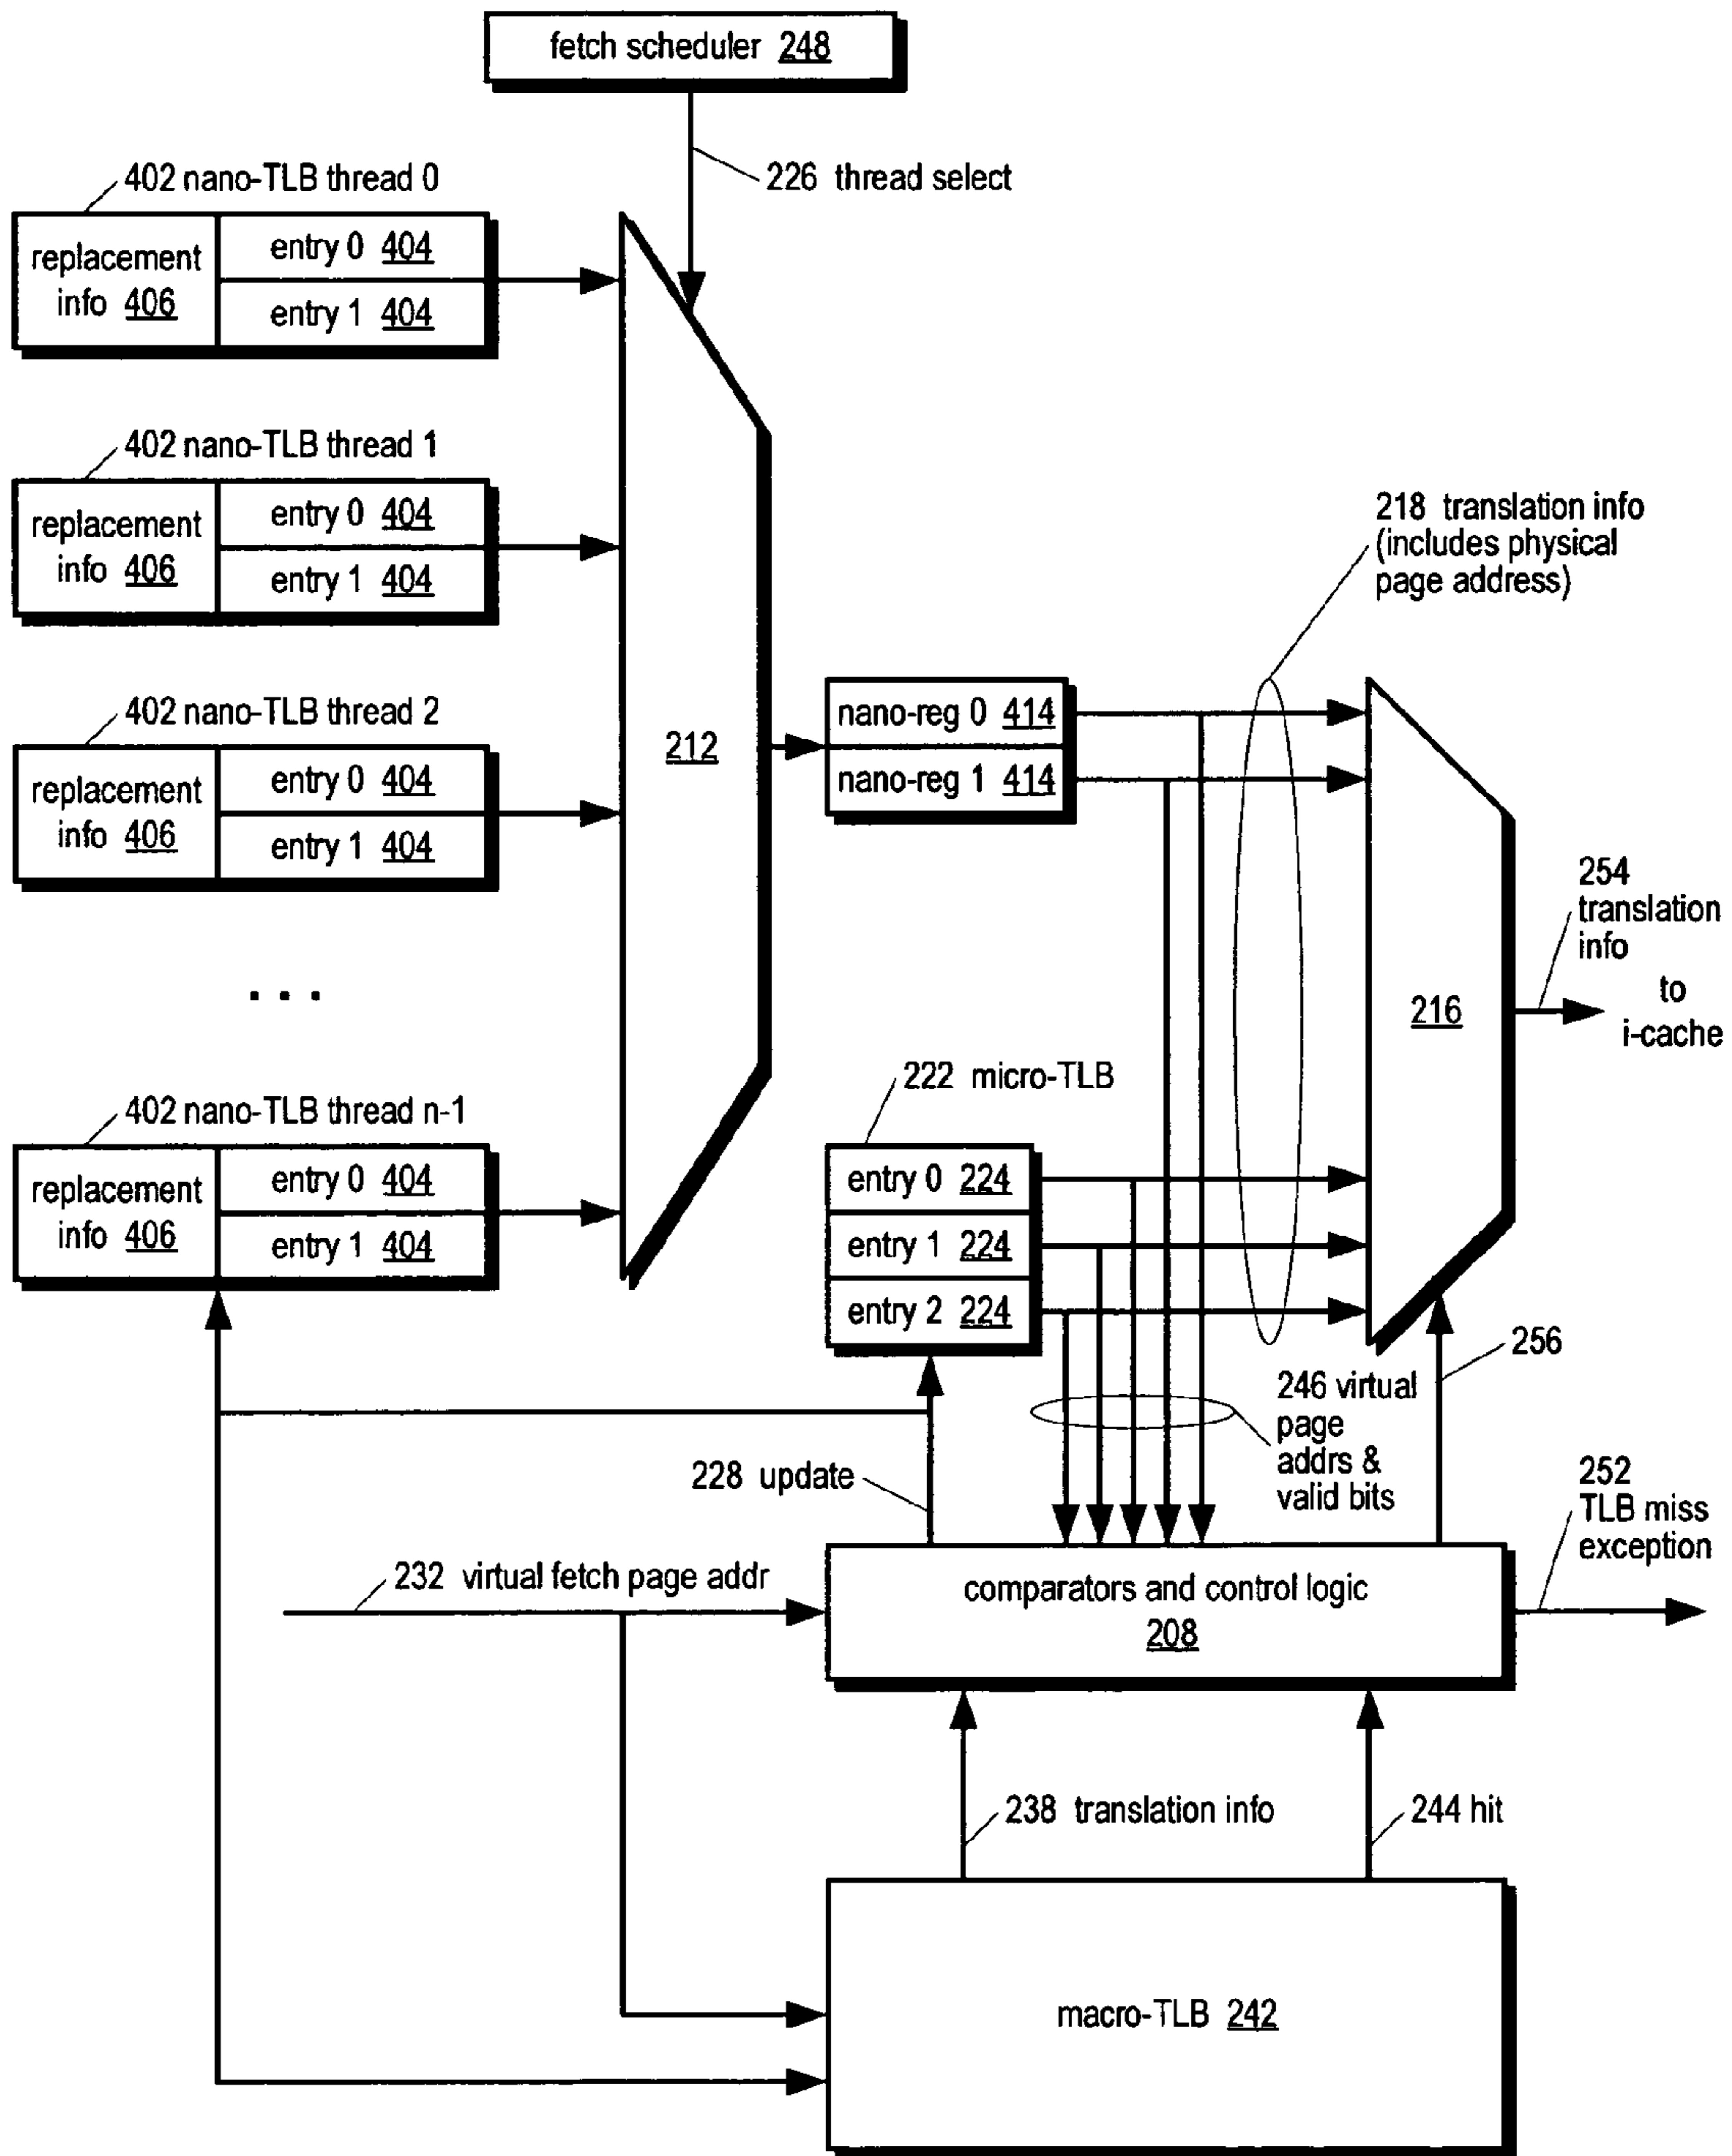 fetch scheduler 248
226 thread select
402 nano-TLB thread 0
replacement
info 406
entry 0 404
entry 1 404
402 nano-TLB thread 1
replacement
info 406
entry 0 404
entry 1 404
402 nano-TLB thread 2
replacement
info 406
entry 0 404
entry 1 404
. . .
402 nano-TLB thread n-1
replacement
info 406
entry 0 404
entry 1 404
212
nano-reg 0 414
nano-reg 1 414
218 translation info
(includes physical
page address)
216
254
translation
info
to
i-cache
222 micro-TLB
entry 0 224
entry 1 224
entry 2 224
256
246 virtual
page
addrs &
valid bits
228 update
252
TLB miss
exception
232 virtual fetch page addr
comparators and control logic
208
238 translation info
244 hit
macro-TLB 242